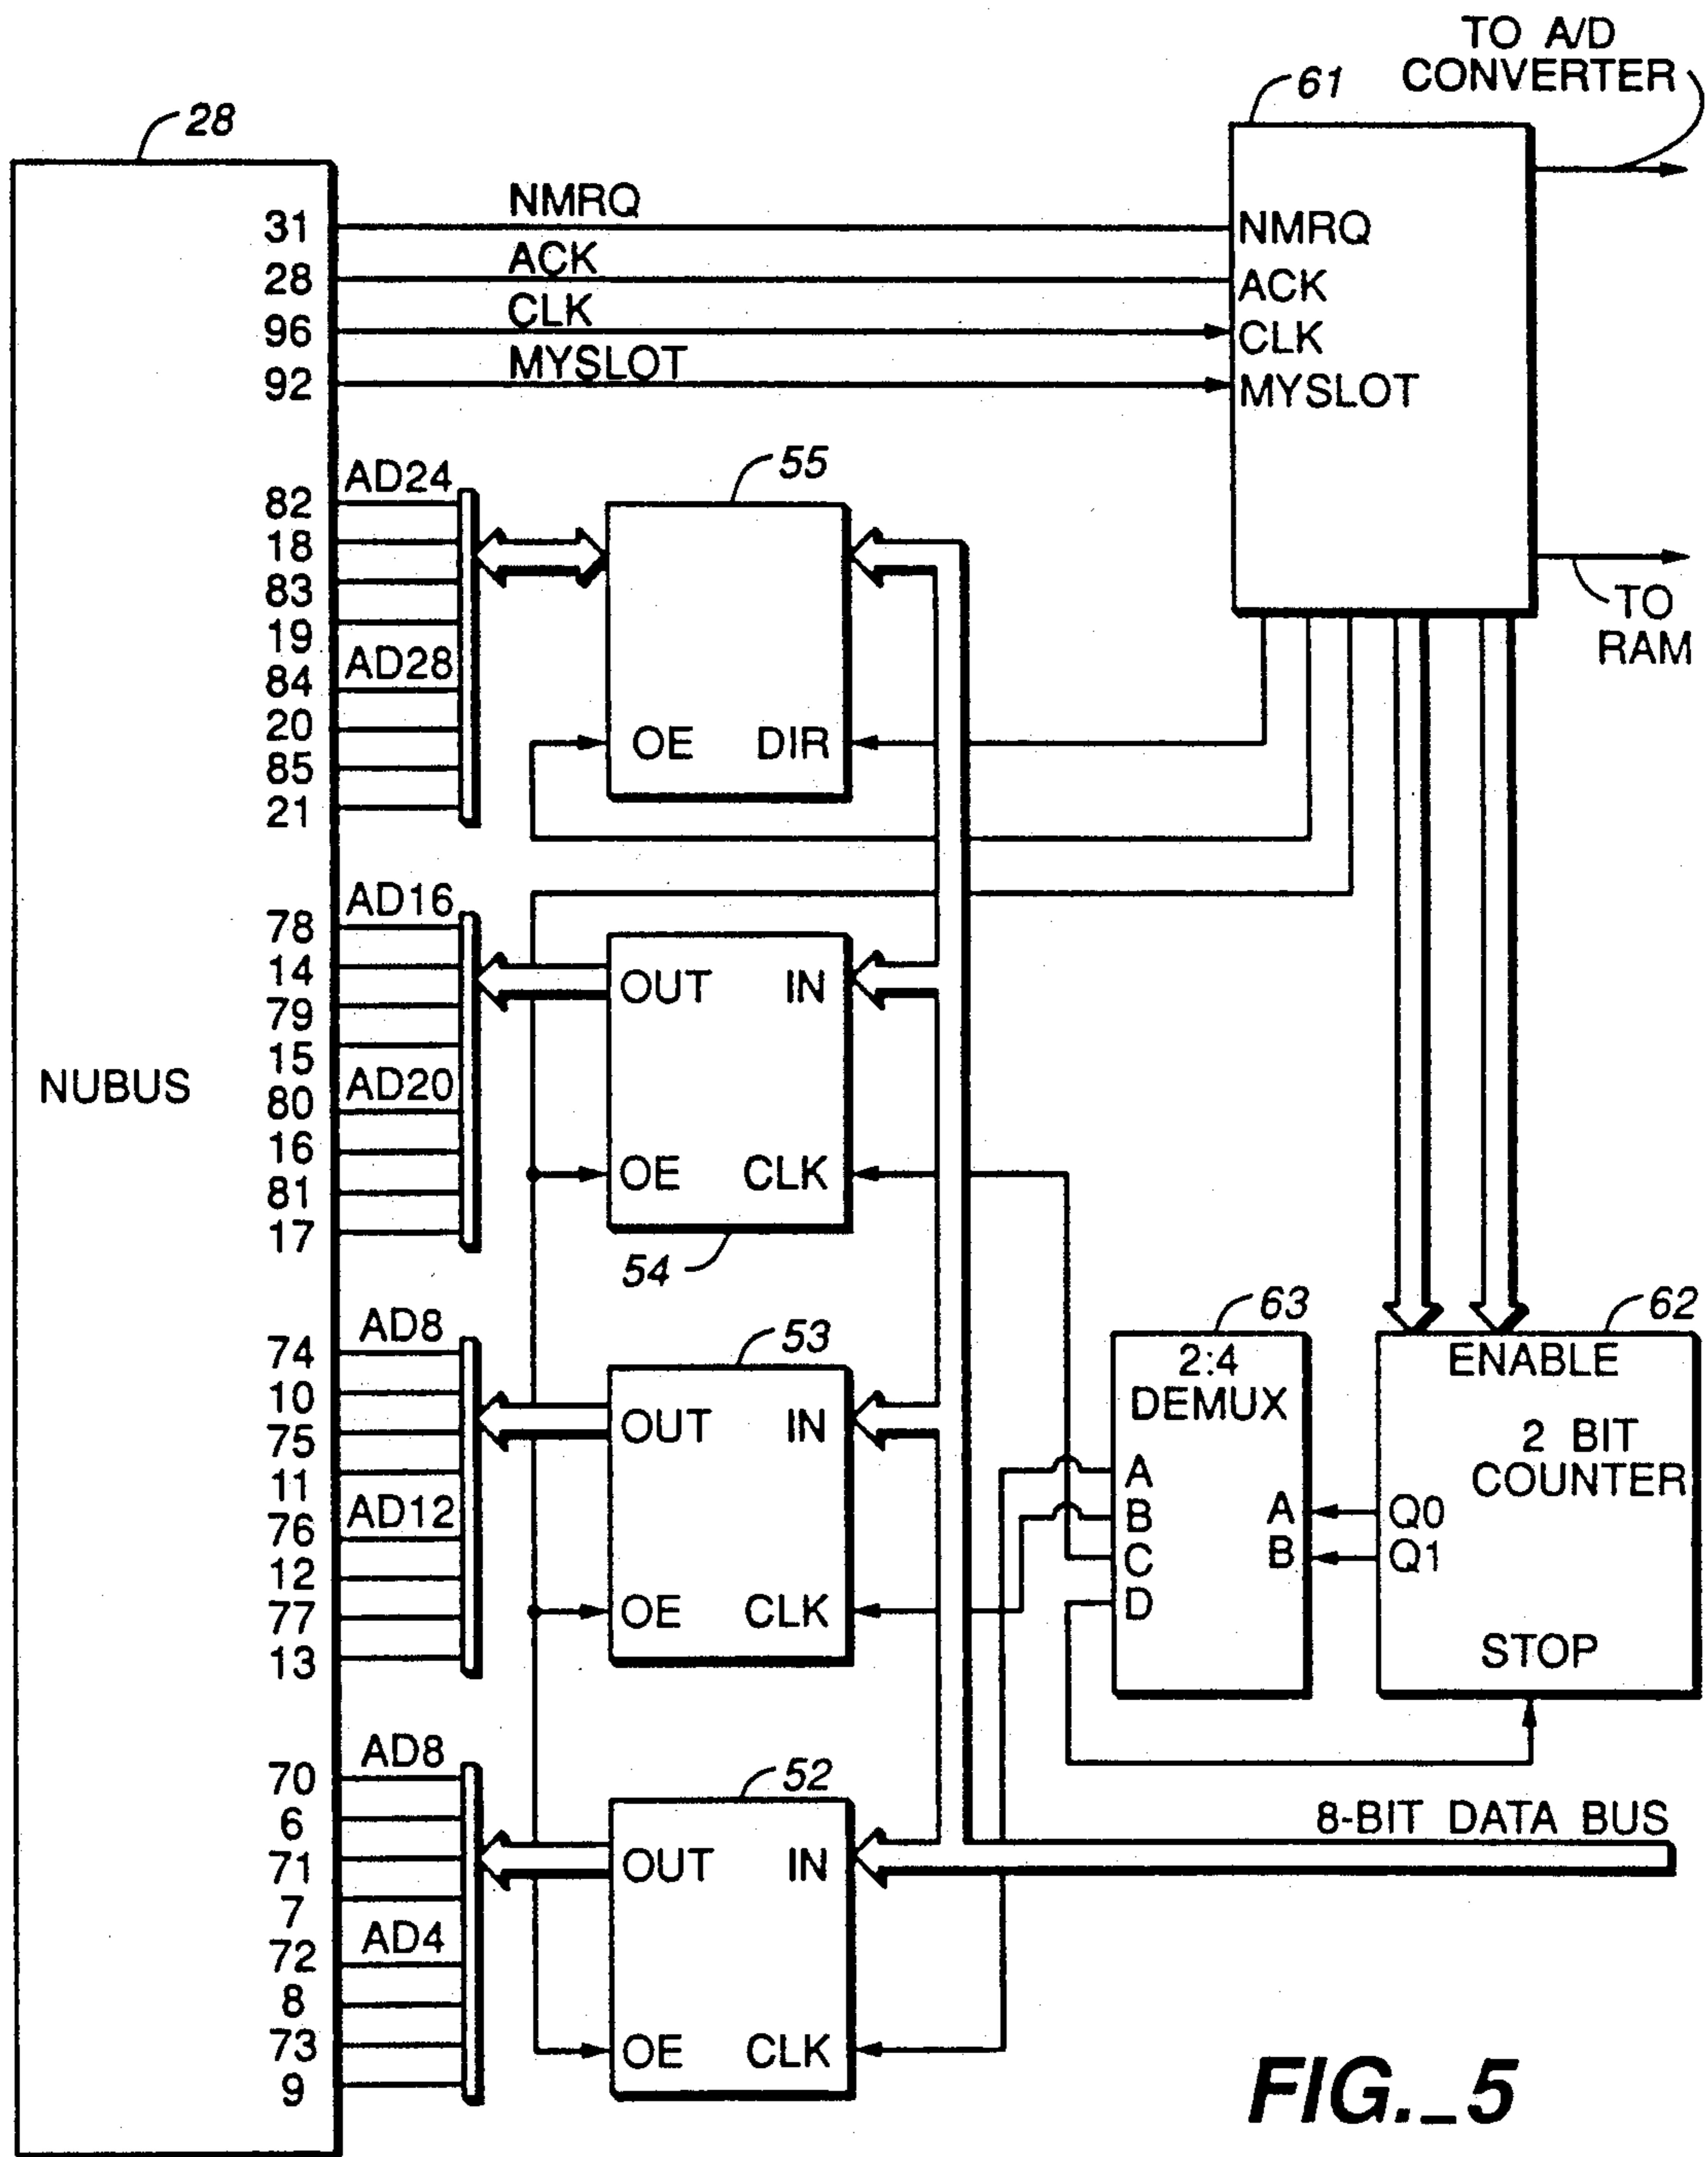 TO A/D
CONVERTER
61
28
NMRQ
31
NMRQ
ACK
28
ACK
CLK
96
CLK
MYSLOT
92
MYSLOT
55
AD24
82
18
83
19
AD28
84
20
85
21
OE DIR
TO
RAM
AD16
78
14
79
15
AD20
80
16
81
17
OUT IN
OE CLK
54
NUBUS
63
62
2:4
DEMUX
A
B
C
D
A
B
ENABLE
2 BIT
COUNTER
Q0
Q1
STOP
53
AD8
74
10
75
11
AD12
76
12
77
13
OUT IN
OE CLK
52
AD8
70
6
71
7
AD4
72
8
73
9
OUT IN
OE CLK
8-BIT DATA BUS
FIG._5